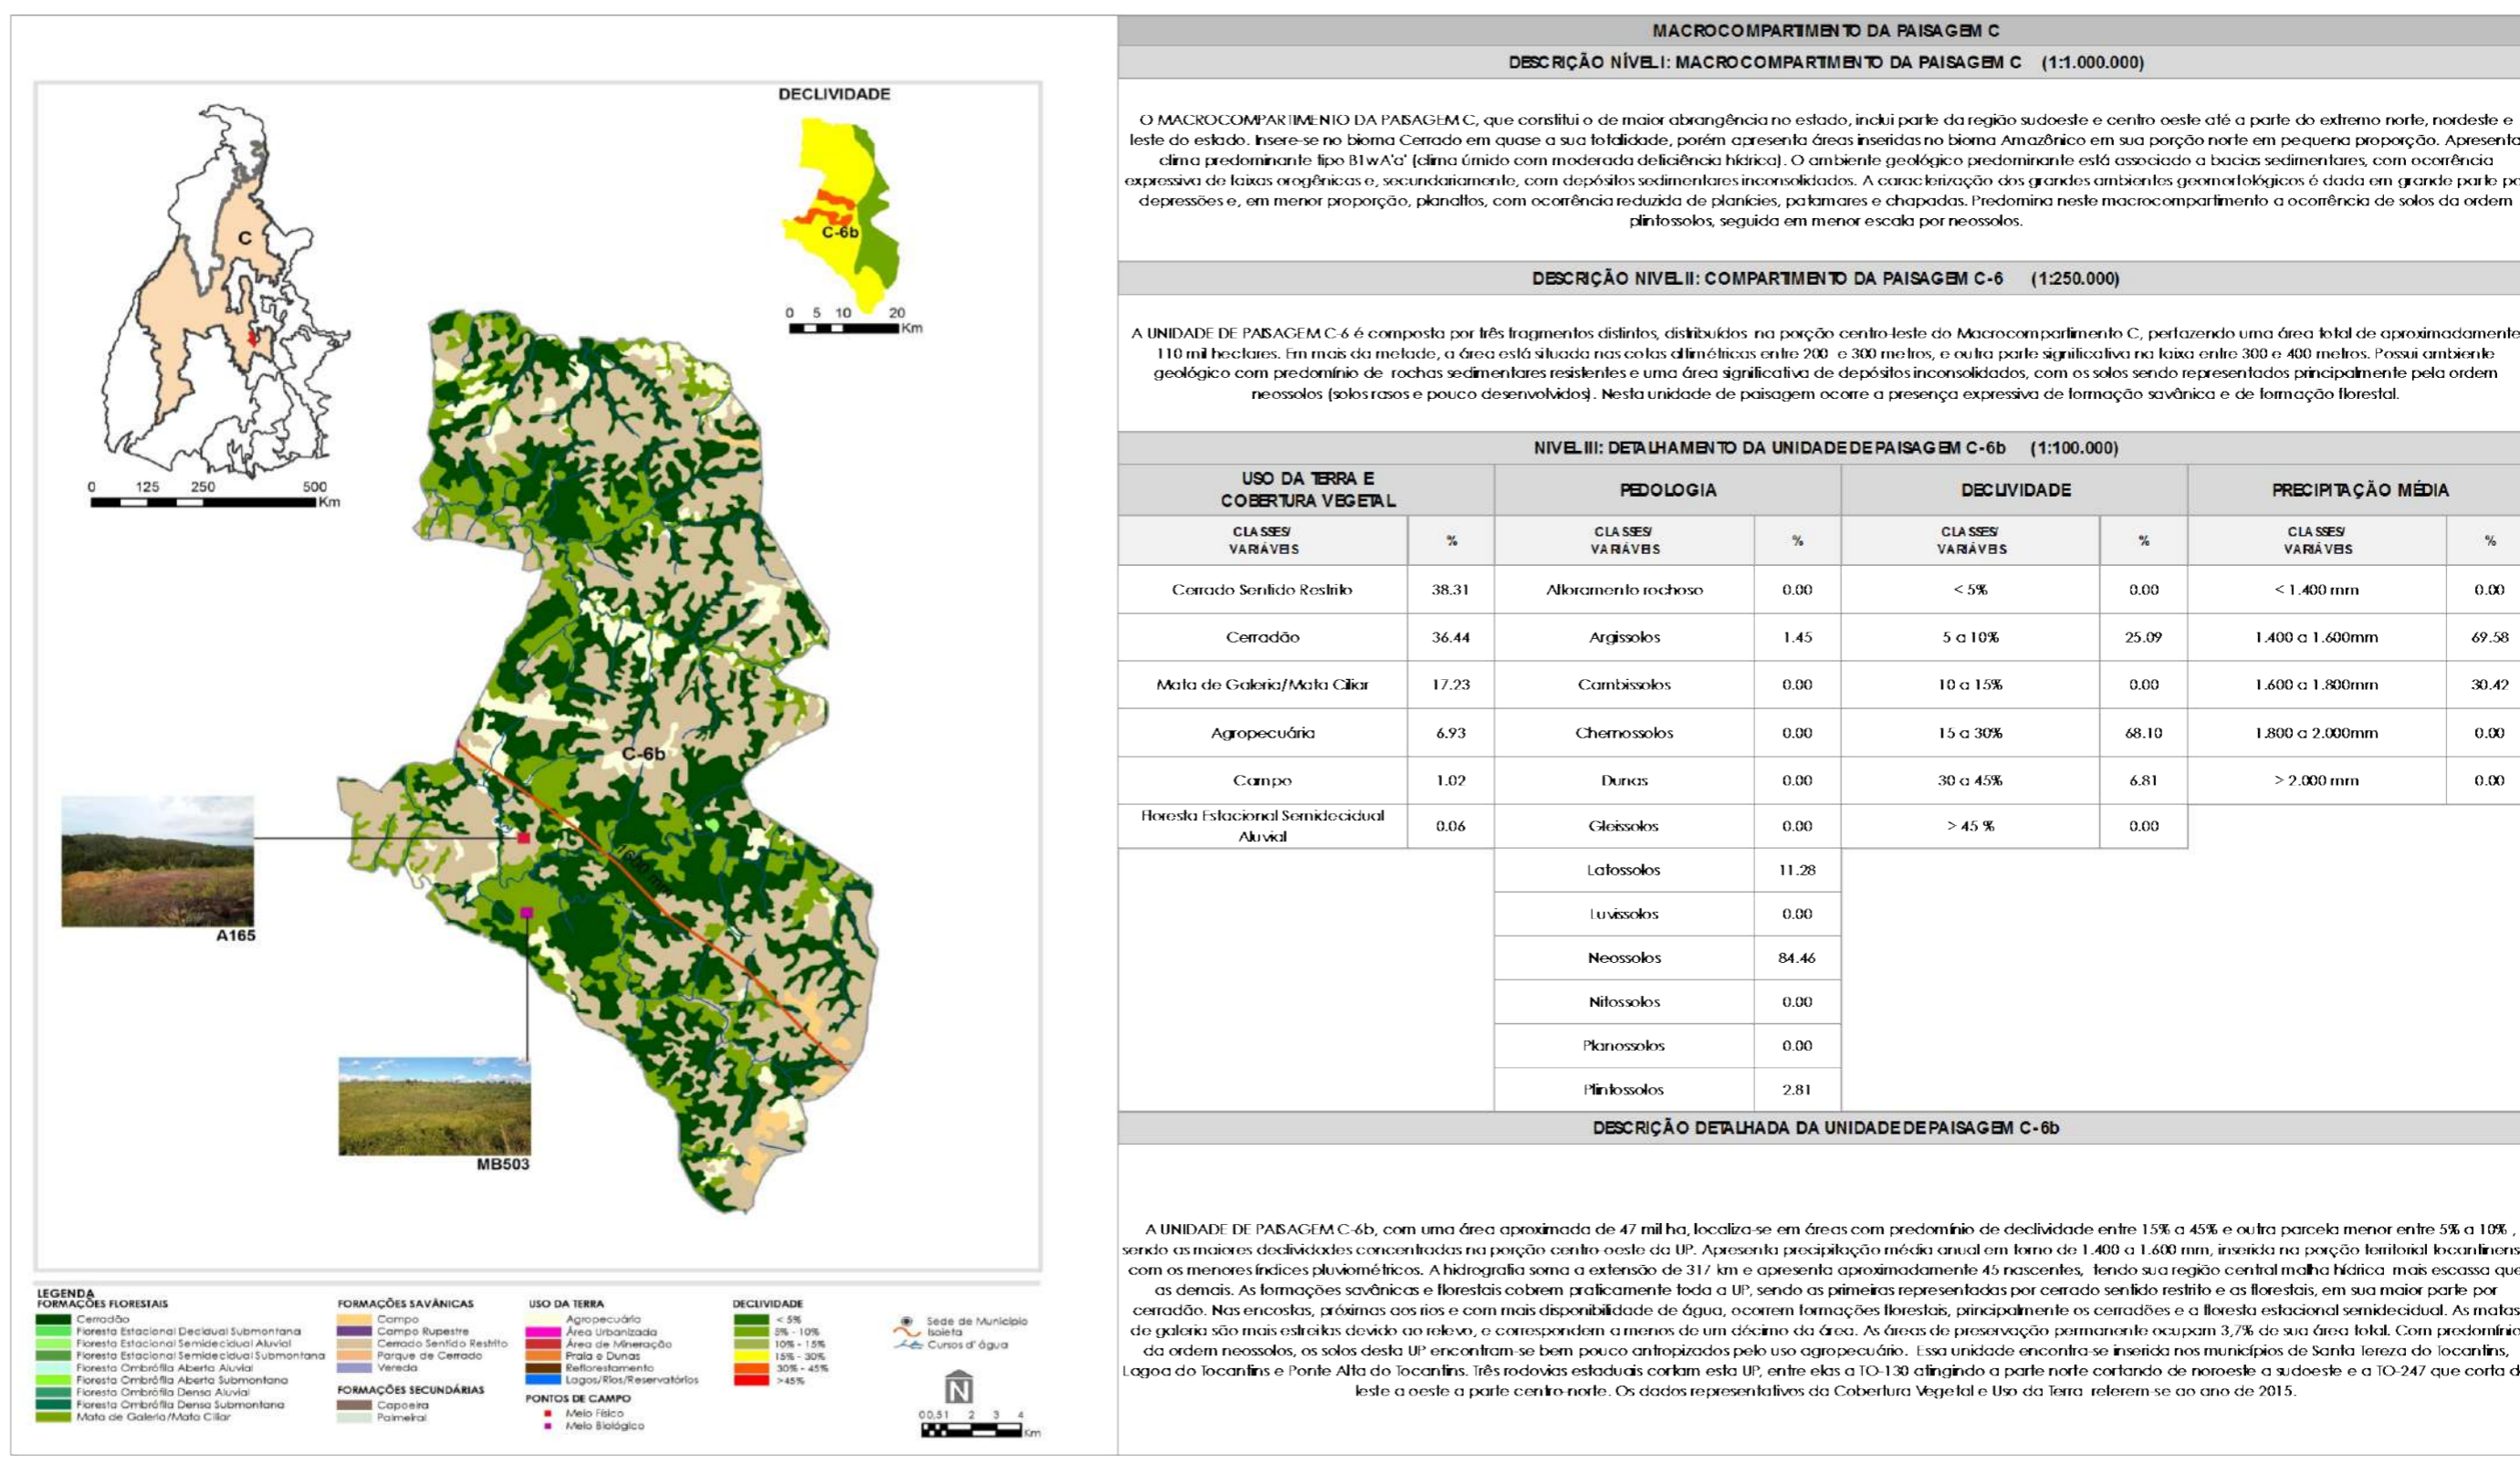 DECLIVIDADE
C-6b
0 5 10 20
Km
C
0 125 250 500
Km
C-6b
1600 mm
A165
MB503
LEGENDA
FORMAÇÕES FLORESTAIS
Cerradão
Floresta Estacional Decidual Submontana
Floresta Estacional Semidecidual Aluvial
Floresta Estacional Semidecidual Submontana
Floresta Ombrófila Aberta Aluvial
Floresta Ombrófila Aberta Submontana
Floresta Ombrófila Densa Aluvial
Floresta Ombrófila Densa Submontana
Mata de Galeria/Mata Ciliar
FORMAÇÕES SAVÂNICAS
Campo
Campo Rupestre
Cerrado Sentido Restrito
Parque de Cerrado
Vereda
FORMAÇÕES SECUNDÁRIAS
Capoeira
Palmeiral
USO DA TERRA
Agropecuária
Área Urbanizada
Área de Mineração
Praia e Dunas
Reflorestamento
Lagos/Rios/Reservatórios
PONTOS DE CAMPO
Meio Físico
Meio Biológico
DECLIVIDADE
< 5%
5% - 10%
10% - 15%
15% - 30%
30% - 45%
>45%
Sede de Município
Isoieta
Cursos d' água
N
0 0,5 1 2 3 4
Km
MACROCOMPARTIMENTO DA PAISAGEM C
DESCRIÇÃO NÍVEL I: MACROCOMPARTIMENTO DA PAISAGEM C (1:1.000.000)
O MACROCOMPARTIMENTO DA PAISAGEM C, que constitui o de maior abrangência no estado, inclui parte da região sudoeste e centro oeste até a parte do extremo norte, nordeste e
leste do estado. Insere-se no bioma Cerrado em quase a sua totalidade, porém apresenta áreas inseridas no bioma Amazônico em sua porção norte em pequena proporção. Apresenta
clima predominante tipo B1wA'a' (clima úmido com moderada deficiência hídrica). O ambiente geológico predominante está associado a bacias sedimentares, com ocorrência
expressiva de faixas orogênicas e, secundariamente, com depósitos sedimentares inconsolidados. A caracterização dos grandes ambientes geomorfológicos é dada em grande parte po
depressões e, em menor proporção, planaltos, com ocorrência reduzida de planícies, patamares e chapadas. Predomina neste macrocompartimento a ocorrência de solos da ordem
plintossolos, seguida em menor escala por neossolos.
DESCRIÇÃO NIVEL II: COMPARTIMENTO DA PAISAGEM C-6 (1:250.000)
A UNIDADE DE PAISAGEM C-6 é composta por três fragmentos distintos, distribuídos na porção centro-leste do Macrocompartimento C, perfazendo uma área total de aproximadamente
110 mil hectares. Em mais da metade, a área está situada nas cotas altimétricas entre 200 e 300 metros, e outra parte significativa na faixa entre 300 e 400 metros. Possui ambiente
geológico com predomínio de rochas sedimentares resistentes e uma área significativa de depósitos inconsolidados, com os solos sendo representados principalmente pela ordem
neossolos (solos rasos e pouco desenvolvidos). Nesta unidade de paisagem ocorre a presença expressiva de formação savânica e de formação florestal.
NIVEL III: DETALHAMENTO DA UNIDADE DE PAISAGEM C-6b (1:100.000)
USO DA TERRA E
COBERTURA VEGETAL
PEDOLOGIA
DECLIVIDADE
PRECIPITAÇÃO MÉDIA
CLASSES/
VARIÁVEIS
%
CLASSES/
VARIÁVEIS
%
CLASSES/
VARIÁVEIS
%
CLASSES/
VARIÁVEIS
%
Cerrado Sentido Restrito 38.31 Afloramento rochoso 0.00 < 5% 0.00 < 1.400 mm 0.00
Cerradão 36.44 Argissolos 1.45 5 a 10% 25.09 1.400 a 1.600mm 69.58
Mata de Galeria/Mata Ciliar 17.23 Cambissolos 0.00 10 a 15% 0.00 1.600 a 1.800mm 30.42
Agropecuária 6.93 Chernossolos 0.00 15 a 30% 68.10 1.800 a 2.000mm 0.00
Campo 1.02 Dunas 0.00 30 a 45% 6.81 > 2.000 mm 0.00
Floresta Estacional Semidecidual
Aluvial
0.06 Gleissolos 0.00 > 45 % 0.00
Latossolos 11.28
Luvissolos 0.00
Neossolos 84.46
Nitossolos 0.00
Planossolos 0.00
Plintossolos 2.81
DESCRIÇÃO DETALHADA DA UNIDADE DE PAISAGEM C-6b
A UNIDADE DE PAISAGEM C-6b, com uma área aproximada de 47 mil ha, localiza-se em áreas com predomínio de declividade entre 15% a 45% e outra parcela menor entre 5% a 10% ,
sendo as maiores declividades concentradas na porção centro-oeste da UP. Apresenta precipitação média anual em torno de 1.400 a 1.600 mm, inserida na porção territorial tocantinens
com os menores índices pluviométricos. A hidrografia soma a extensão de 317 km e apresenta aproximadamente 45 nascentes, tendo sua região central malha hídrica mais escassa que
as demais. As formações savânicas e florestais cobrem praticamente toda a UP, sendo as primeiras representadas por cerrado sentido restrito e as florestais, em sua maior parte por
cerradão. Nas encostas, próximas aos rios e com mais disponibilidade de água, ocorrem formações florestais, principalmente os cerradões e a floresta estacional semidecidual. As matas
de galeria são mais estreitas devido ao relevo, e correspondem a menos de um décimo da área. As áreas de preservação permanente ocupam 3,7% de sua área total. Com predomínio
da ordem neossolos, os solos desta UP encontram-se bem pouco antropizados pelo uso agropecuário. Essa unidade encontra-se inserida nos municípios de Santa Tereza do Tocantins,
Lagoa do Tocantins e Ponte Alta do Tocantins. Três rodovias estaduais cortam esta UP, entre elas a TO-130 atingindo a parte norte cortando de noroeste a sudoeste e a TO-247 que corta d
leste a oeste a parte centro-norte. Os dados representativos da Cobertura Vegetal e Uso da Terra referem-se ao ano de 2015.